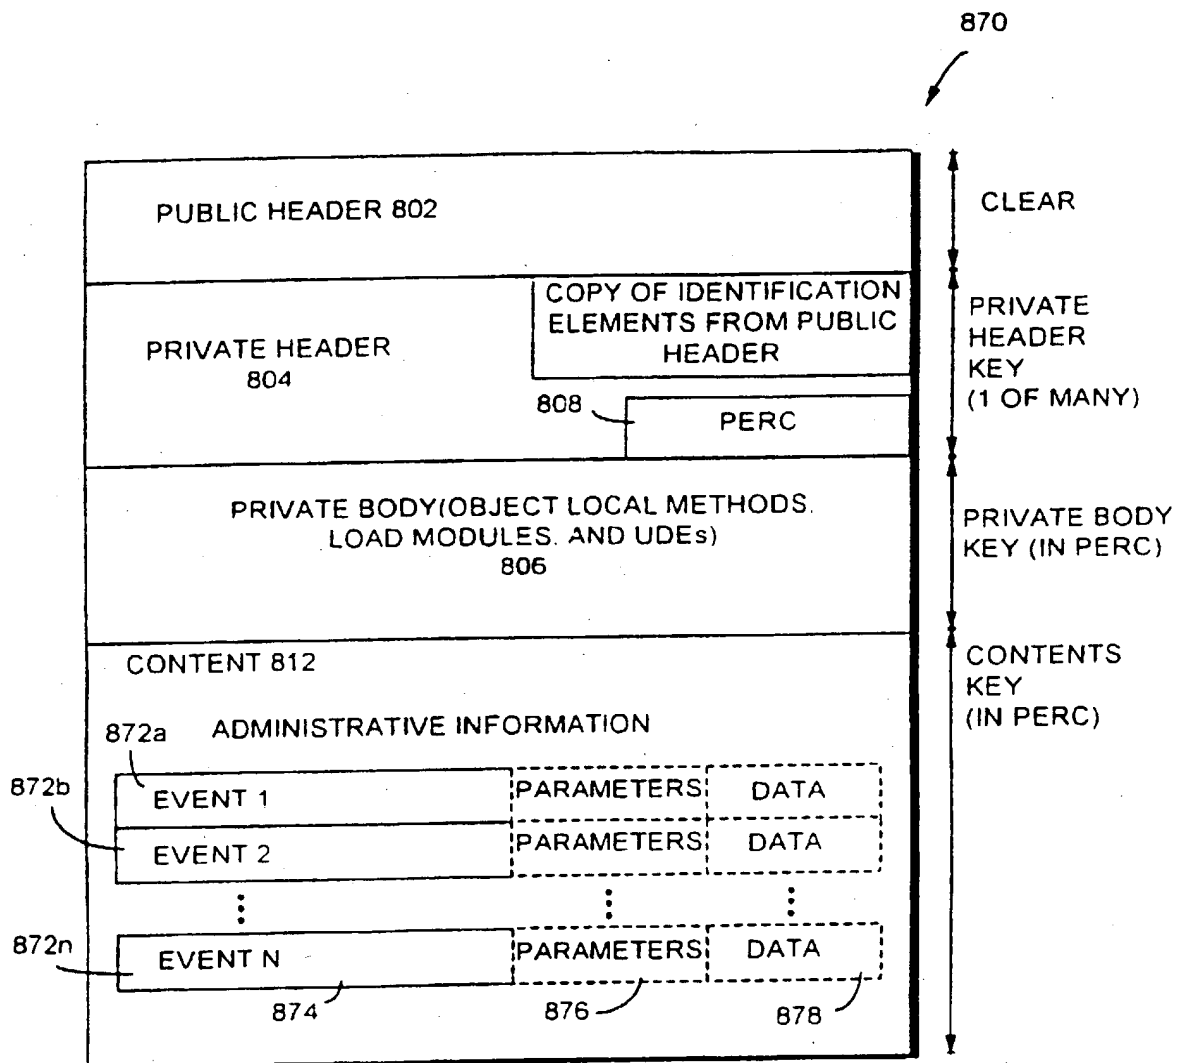 870
PUBLIC HEADER 802
CLEAR
COPY OF IDENTIFICATION
ELEMENTS FROM PUBLIC
HEADER
PRIVATE HEADER
804
PRIVATE
HEADER
KEY
(1 OF MANY)
808
PERC
PRIVATE BODY(OBJECT LOCAL METHODS.
LOAD MODULES. AND UDEs)
806
PRIVATE BODY
KEY (IN PERC)
CONTENT 812
CONTENTS
KEY
(IN PERC)
ADMINISTRATIVE INFORMATION
872a
EVENT 1 PARAMETERS DATA
872b
EVENT 2 PARAMETERS DATA
872n
EVENT N PARAMETERS DATA
874 876 878